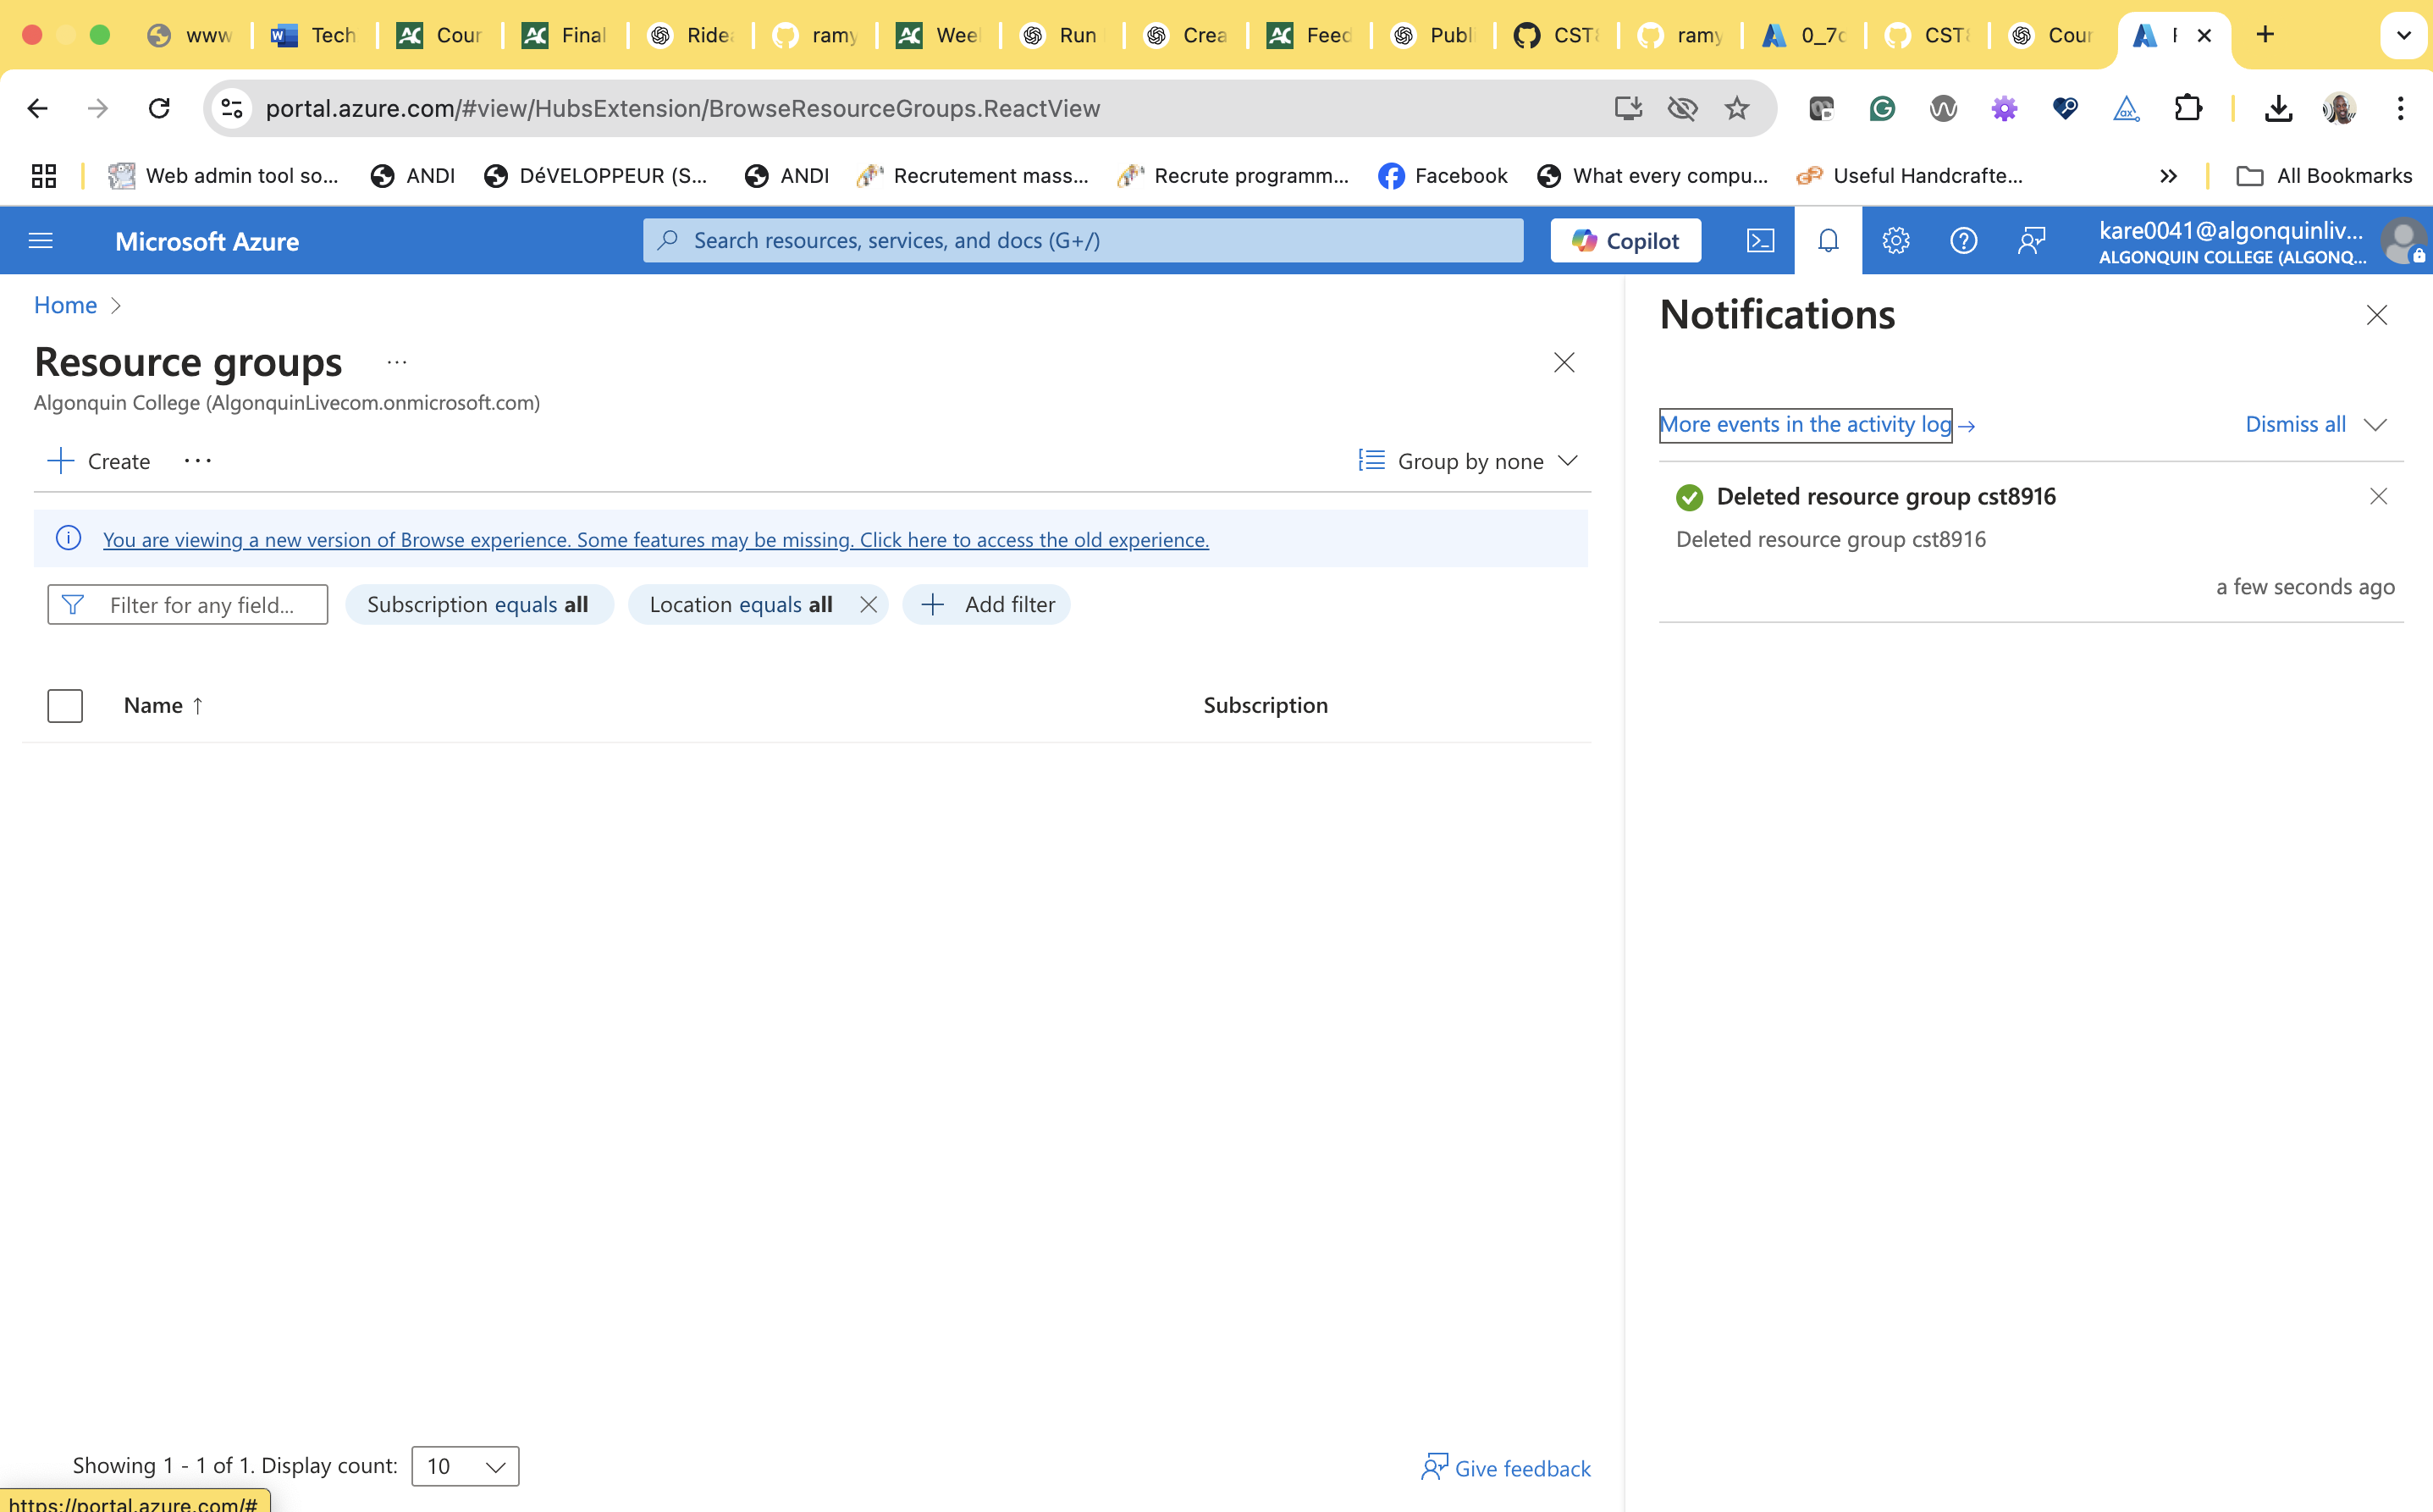 www
Tech
Cour
Final
Ride
ramy
Wee
Run
Crea
Feed
Publ
CST8
ramy
0_7c
CST
Cour
portal.azure.com/#view/HubsExtension/BrowseResourceGroups.ReactView
Web admin tool so...
ANDI
DéVELOPPEUR (S...
ANDI
Recrutement mass...
Recrute programm...
Facebook
What every compu...
Useful Handcrafte...
All Bookmarks
Microsoft Azure
Search resources, services, and docs (G+/)
Copilot
kare0041@algonquinliv...
ALGONQUIN COLLEGE (ALGONQ...
Home
Resource groups
...
Algonquin College (AlgonquinLivecom.onmicrosoft.com)
Create
...
Group by none
You are viewing a new version of Browse experience. Some features may be missing. Click here to access the old experience.
Filter for any field...
Subscription equals all
Location equals all
Add filter
Name ↑
Subscription
Showing 1 - 1 of 1. Display count:
10
Give feedback
https://portal.azure.com/#
Notifications
More events in the activity log →
Dismiss all
Deleted resource group cst8916
Deleted resource group cst8916
a few seconds ago